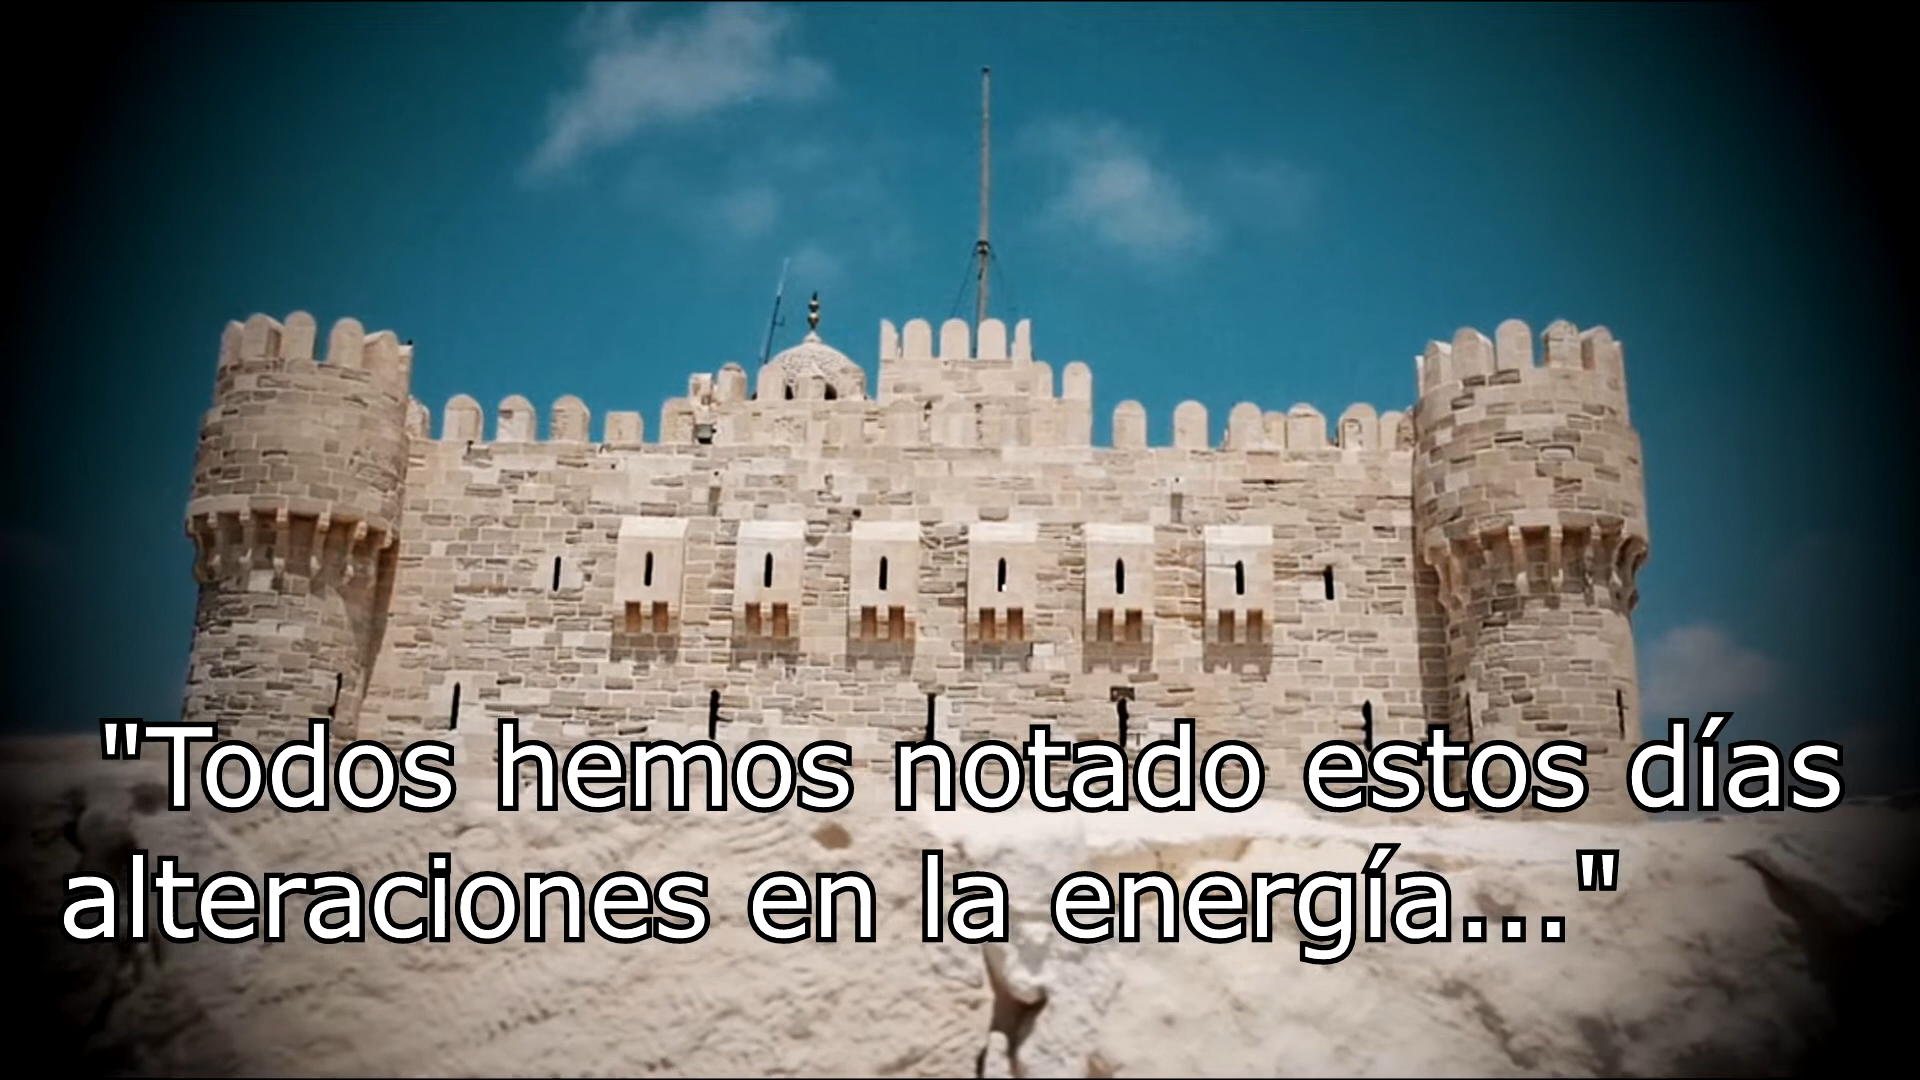 "Todos hemos notado estos días
alteraciones en la energía..."